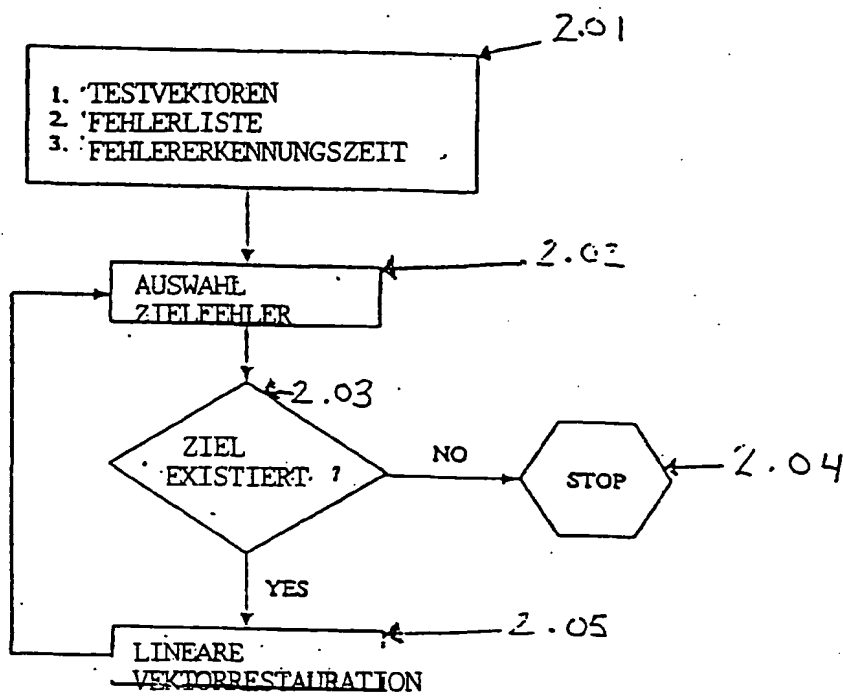 2.01
1. TESTVEKTOREN
2. FEHLERLISTE
3. FEHLERERKENNUNGSZEIT
2.02
AUSWAHL
ZIELFEHLER
2.03
ZIEL
EXISTIERT ?
NO
STOP
2.04
YES
2.05
LINEARE
VEKTORRESTAURATION